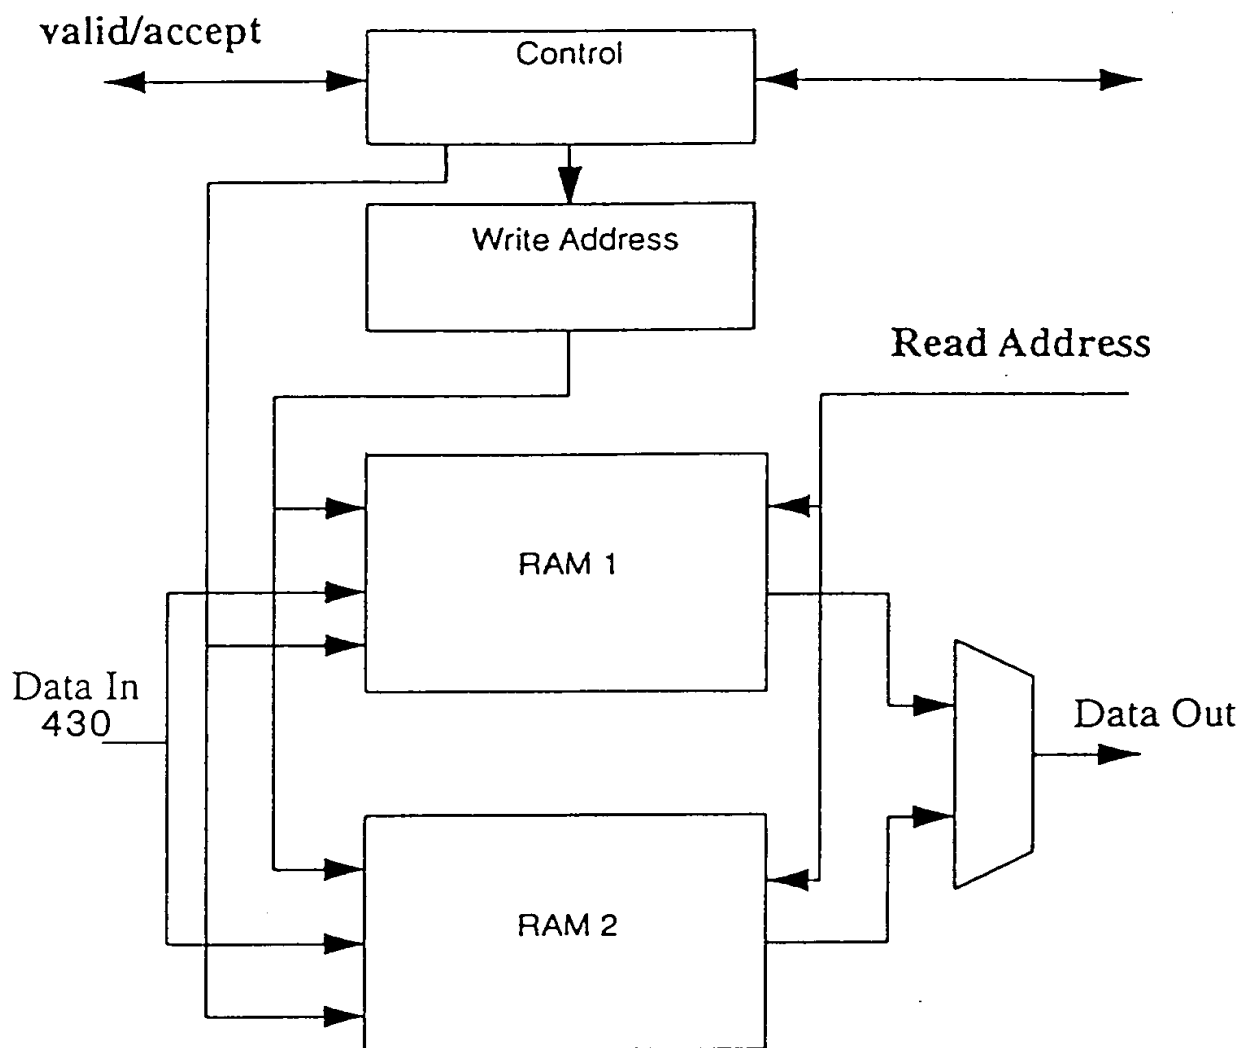 valid/accept
Control
Write Address
Read Address
RAM 1
Data In
430
Data Out
RAM 2